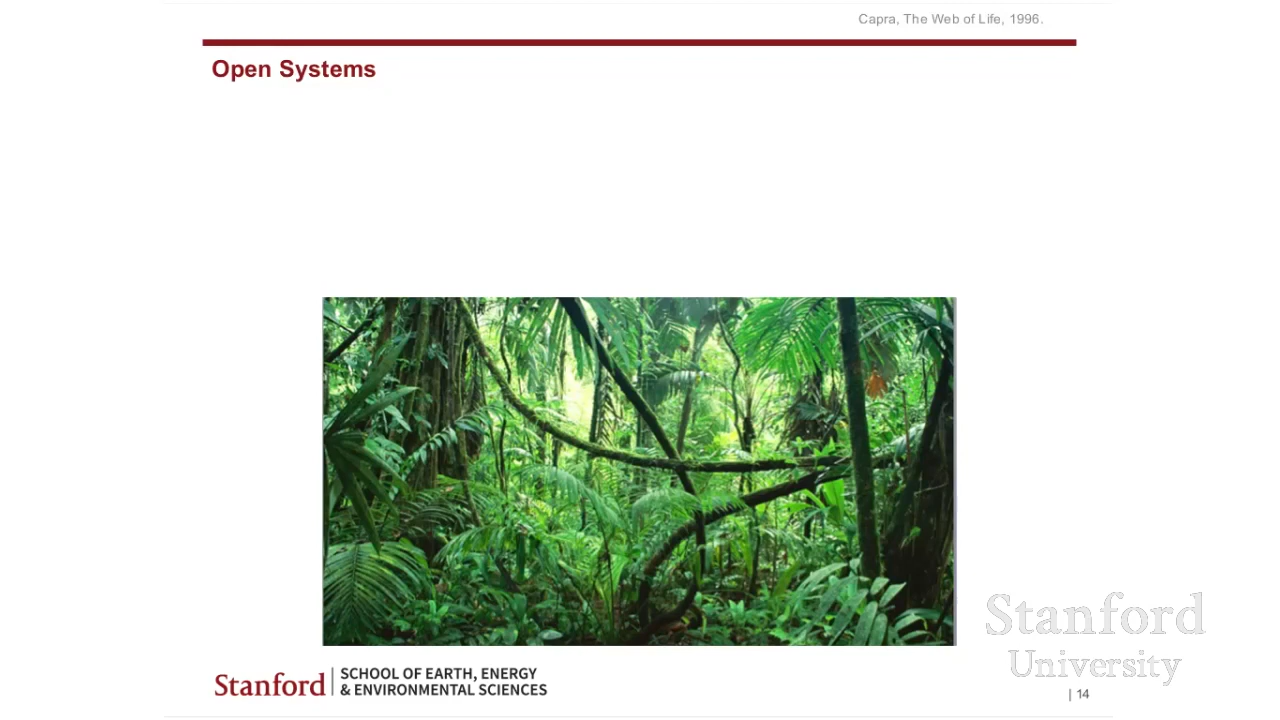 Capra, The Web of Life, 1996.
Open Systems
Stanford
SCHOOL OF EARTH, ENERGY
& ENVIRONMENTAL SCIENCES
Stanford
University
| 14